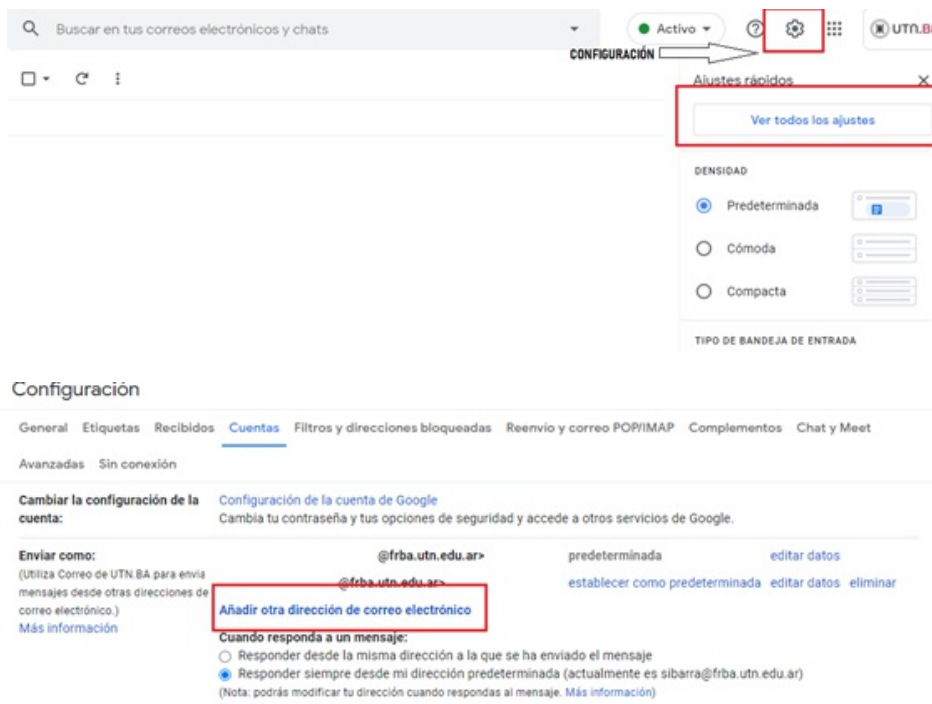 Buscar en tus correos electrónicos y chats
Activo
UTN.B
CONFIGURACIÓN
Ajustes rápidos
Ver todos los ajustes
DENSIDAD
Predeterminada
Cómoda
Compacta
TIPO DE BANDEJA DE ENTRADA
Configuración
General Etiquetas Recibidos Cuentas Filtros y direcciones bloqueadas Reenvío y correo POP/IMAP Complementos Chat y Meet
Avanzadas Sin conexión
Cambiar la configuración de la Configuración de la cuenta de Google
cuenta: Cambia tu contraseña y tus opciones de seguridad y accede a otros servicios de Google.
Enviar como: @frba.utn.edu.ar> predeterminada editar datos
(Utiliza Correo de UTN.BA para envia @frba.utn.edu.ar> establecer como predeterminada editar datos eliminar
mensajes desde otras direcciones de
correo electrónico.) Añadir otra dirección de correo electrónico
Más información
Cuando responda a un mensaje:
Responder desde la misma dirección a la que se ha enviado el mensaje
Responder siempre desde mi dirección predeterminada (actualmente es sibarra@frba.utn.edu.ar)
(Nota: podrás modificar tu dirección cuando respondas al mensaje. Más información)